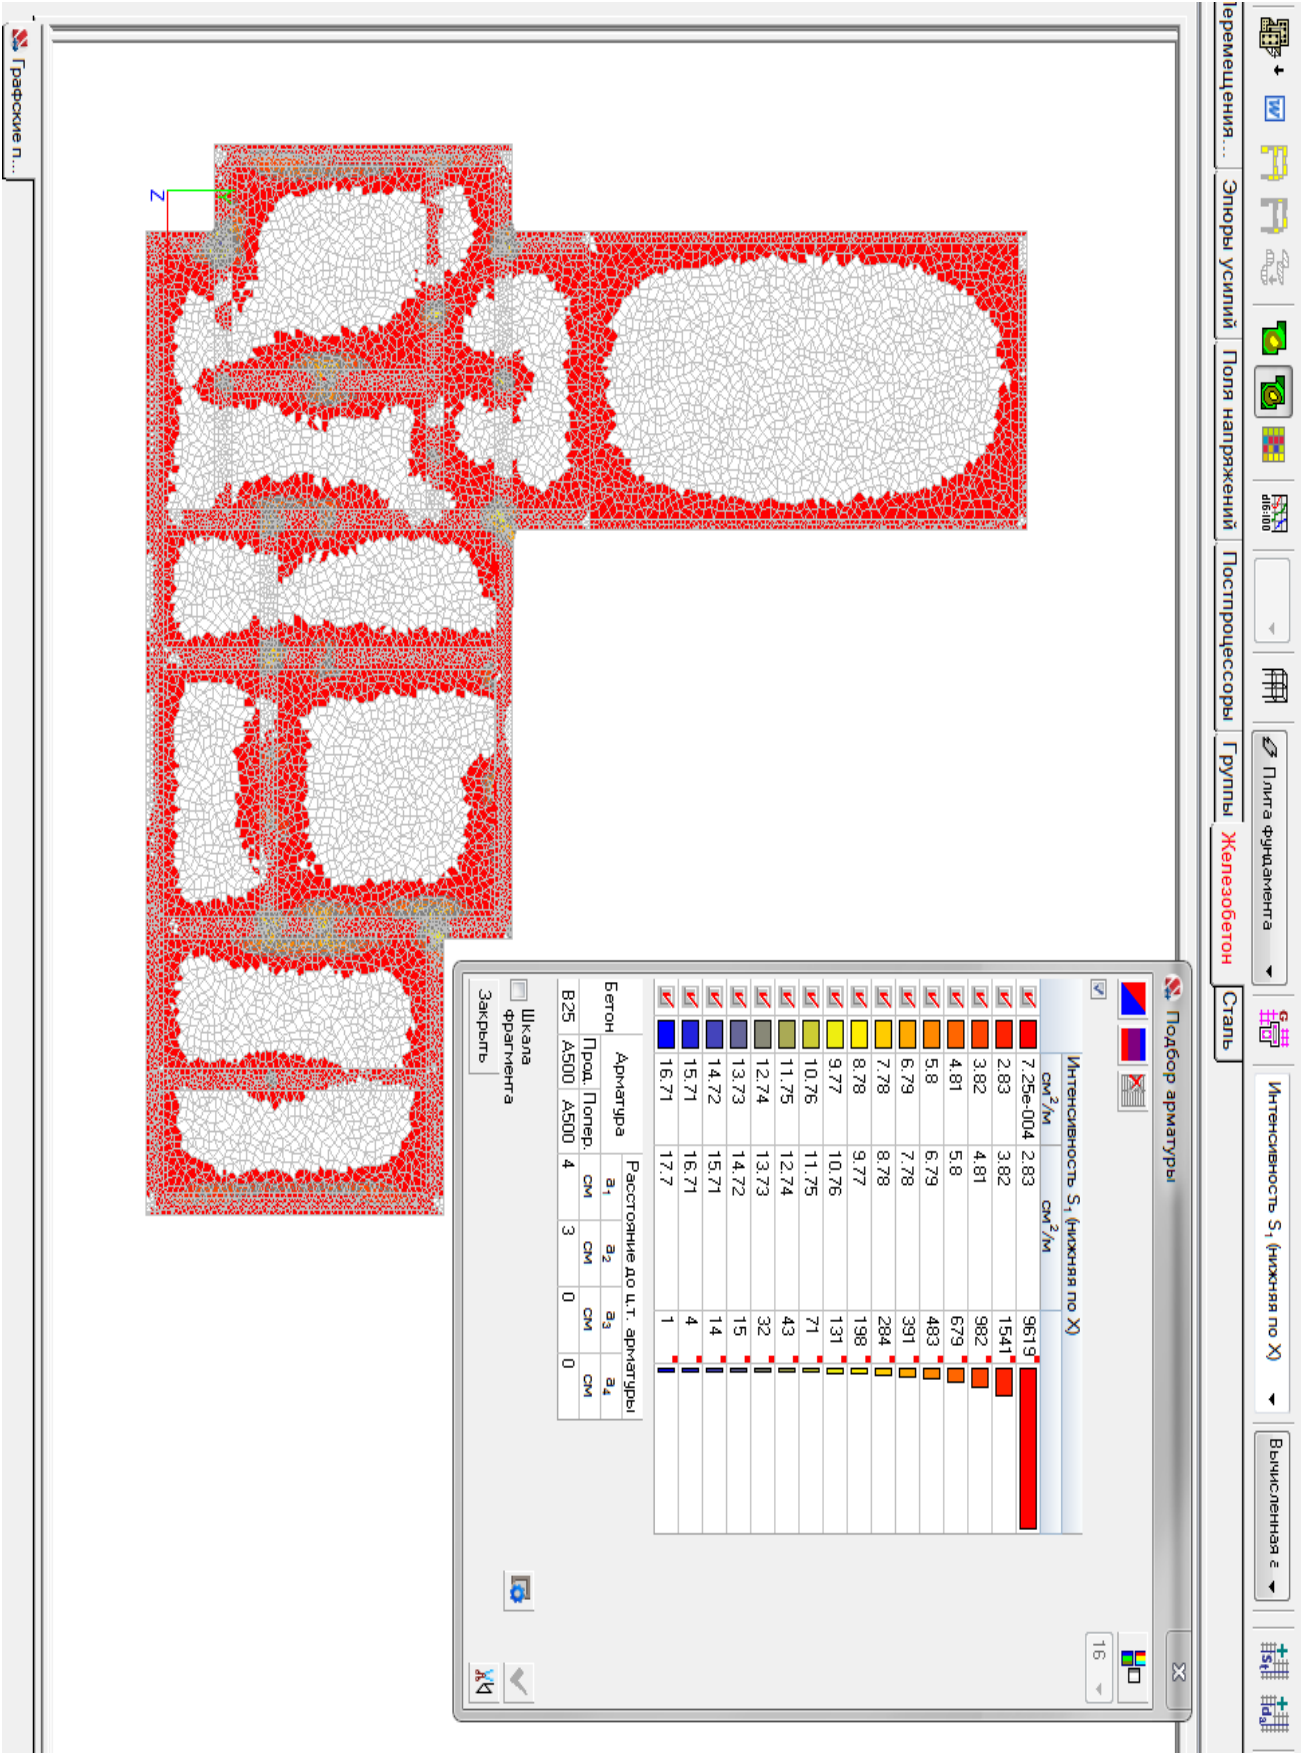 Плита фундамента
Интенсивность S₁ (нижняя по X)
Вычисленная а
Эпюры усилий
Поля напряжений
Постпроцессоры
Группы
Железобетон
Сталь
Подбор арматуры
16
Интенсивность S₁ (нижняя по X)
см²/м см²/м
7.25e-004 2.83 9619
2.83 3.82 1541
3.82 4.81 982
4.81 5.8 679
5.8 6.79 483
6.79 7.78 391
7.78 8.78 284
8.78 9.77 198
9.77 10.76 131
10.76 11.75 71
11.75 12.74 43
12.74 13.73 32
13.73 14.72 15
14.72 15.71 14
15.71 16.71 4
16.71 17.7 1
Бетон Арматура Расстояние до ц.т. арматуры
Прод. Попер. a₁ a₂ a₃ a₄
см см см см
B25 A500 A500 4 3 0 0
Шкала
фрагмента
Закрыть
Z
Графские п...